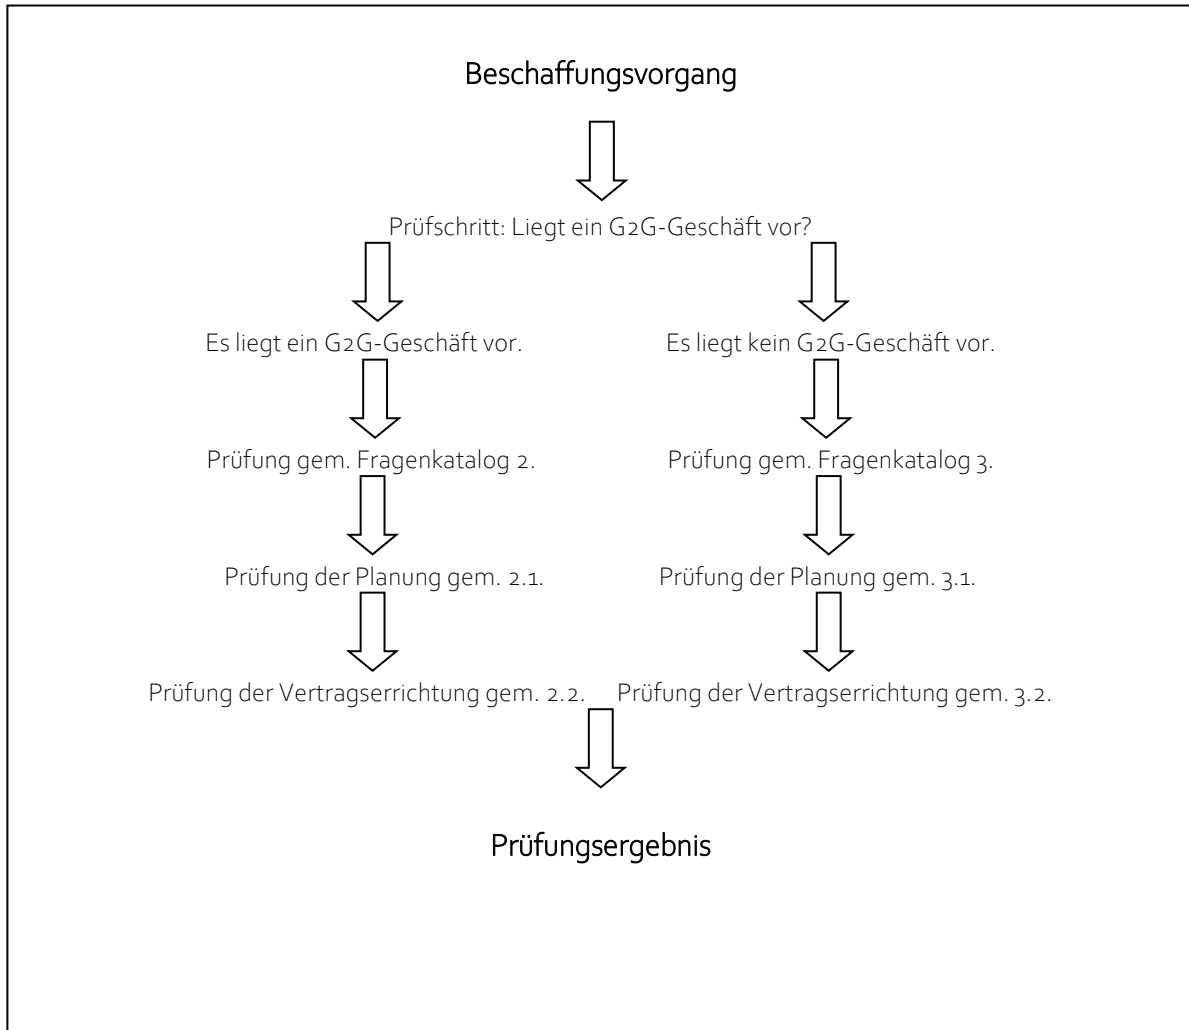 Beschaffungsvorgang
Prüfschritt: Liegt ein G2G-Geschäft vor?
Es liegt ein G2G-Geschäft vor.
Es liegt kein G2G-Geschäft vor.
Prüfung gem. Fragenkatalog 2.
Prüfung gem. Fragenkatalog 3.
Prüfung der Planung gem. 2.1.
Prüfung der Planung gem. 3.1.
Prüfung der Vertragserrichtung gem. 2.2.
Prüfung der Vertragserrichtung gem. 3.2.
Prüfungsergebnis